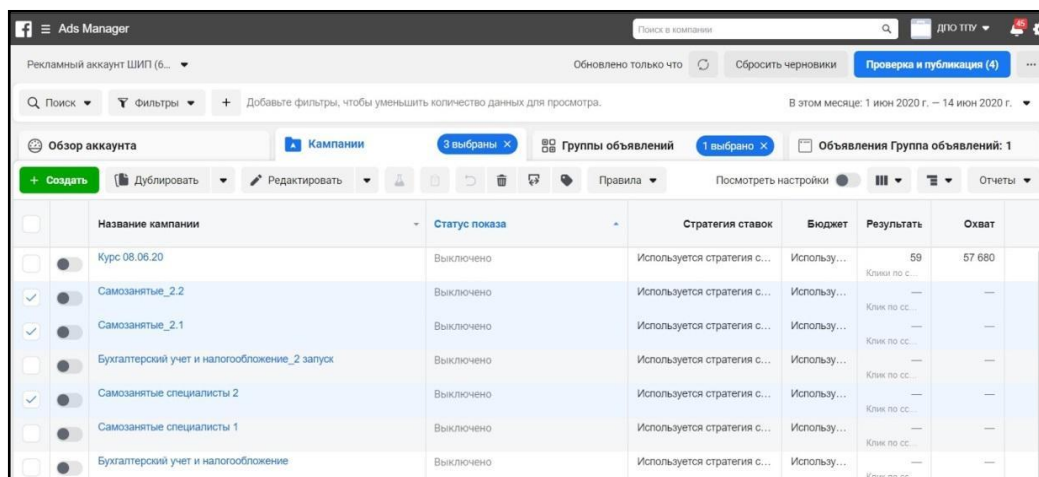 Ads Manager Поиск в компании ДПО ТПУ 45
Рекламный аккаунт ШИП (6... Обновлено только что Сбросить черновики Проверка и публикация (4) ...
Поиск Фильтры + Добавьте фильтры, чтобы уменьшить количество данных для просмотра. В этом месяце: 1 июн 2020 г. – 14 июн 2020 г.
Обзор аккаунта Кампании 3 выбраны × Группы объявлений 1 выбрано × Объявления Группа объявлений: 1
+ Создать Дублировать Редактировать Правила Посмотреть настройки Отчеты
Название кампании Статус показа Стратегия ставок Бюджет Результать Охват
Курс 08.06.20 Выключено Используется стратегия с... Использу... 59 57 680
Клики по с...
Самозанятые_2.2 Выключено Используется стратегия с... Использу... — —
Клик по сс...
Самозанятые_2.1 Выключено Используется стратегия с... Использу... — —
Клик по сс...
Бухгалтерский учет и налогообложение_2 запуск Выключено Используется стратегия с... Использу... — —
Клик по сс...
Самозанятые специалисты 2 Выключено Используется стратегия с... Использу... — —
Клик по сс...
Самозанятые специалисты 1 Выключено Используется стратегия с... Использу... — —
Клик по сс...
Бухгалтерский учет и налогообложение Выключено Используется стратегия с... Использу... — —